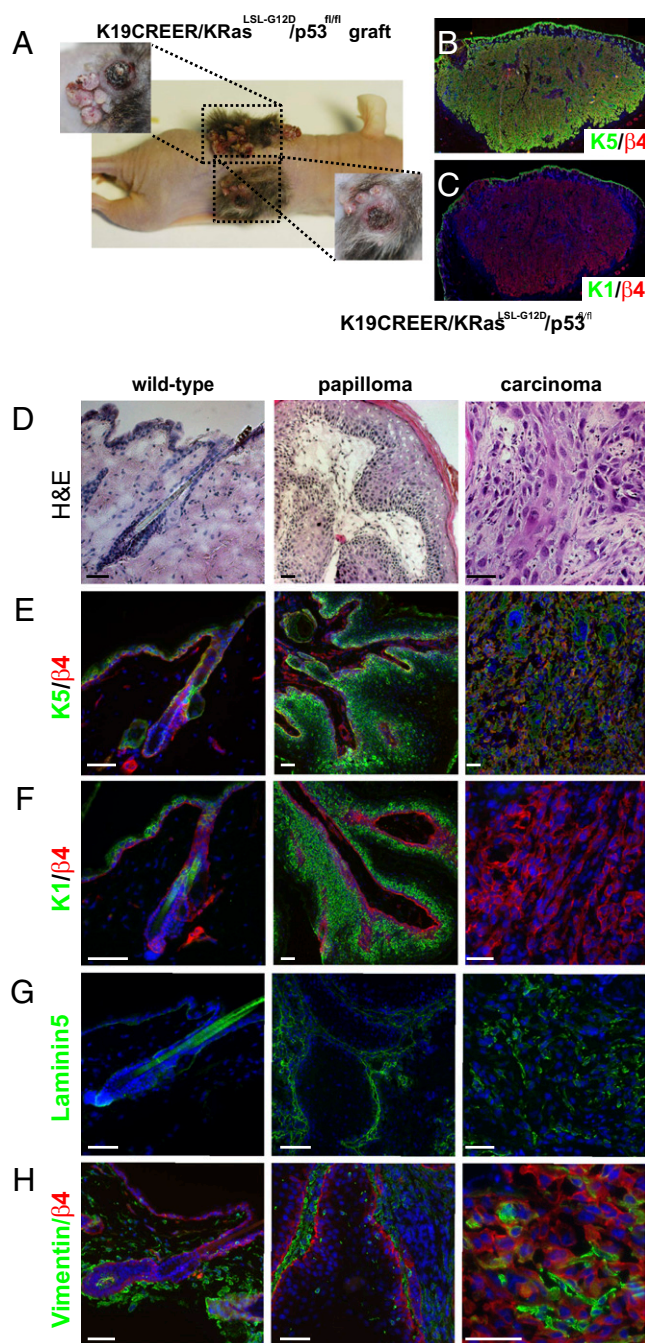 A
K19CREER/KRas^LSL-G12D/p53^fl/fl graft
B
K5/β4
C
K1/β4
K19CREER/KRas^LSL-G12D/p53^fl/fl
wild-type papilloma carcinoma
D
H&E
E
K5/β4
F
K1/β4
G
Laminin5
H
Vimentin/β4